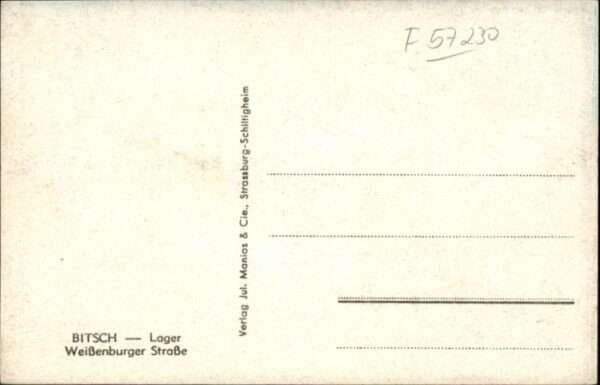 F 57230
Verlag Jul. Manias & Cie., Strassburg-Schiltigheim
BITSCH — Lager
Weißenburger Straße